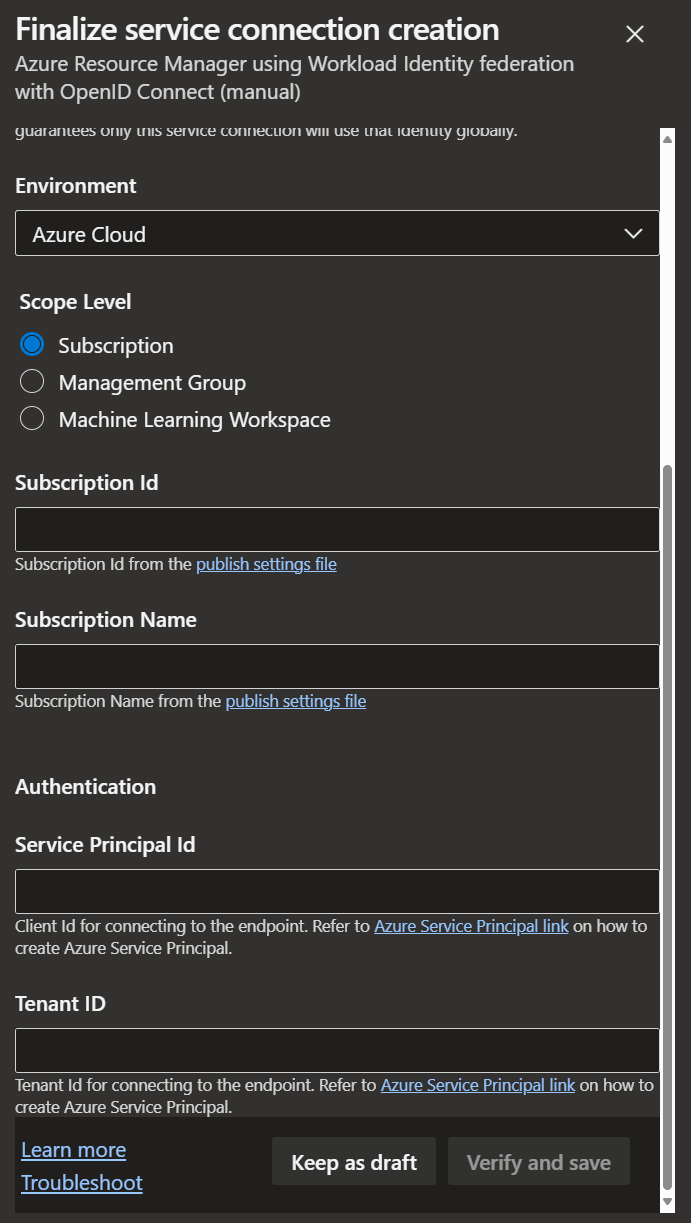 Finalize service connection creation
Azure Resource Manager using Workload Identity federation
with OpenID Connect (manual)
guarantees only this service connection will use that identity globally.
Environment
Azure Cloud
Scope Level
Subscription
Management Group
Machine Learning Workspace
Subscription Id
Subscription Id from the publish settings file
Subscription Name
Subscription Name from the publish settings file
Authentication
Service Principal Id
Client Id for connecting to the endpoint. Refer to Azure Service Principal link on how to
create Azure Service Principal.
Tenant ID
Tenant Id for connecting to the endpoint. Refer to Azure Service Principal link on how to
create Azure Service Principal.
Learn more
Troubleshoot
Keep as draft
Verify and save